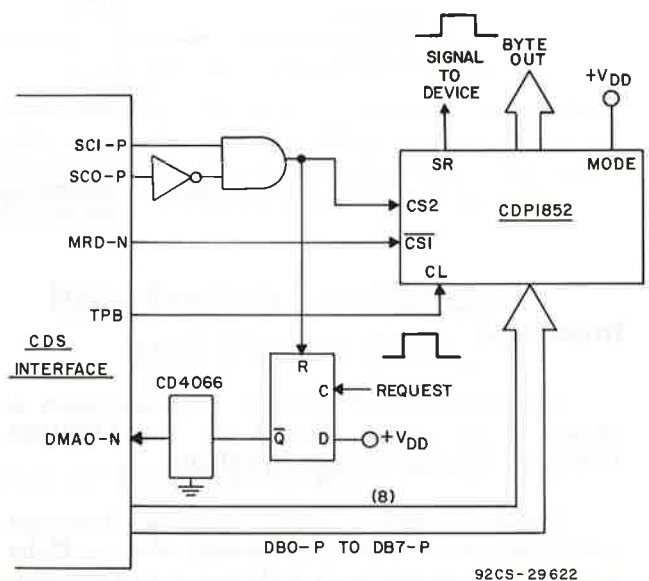 SIGNAL
TO
DEVICE
BYTE
OUT
+VDD
SCI-P
SCO-P
MRD-N
TPB
CDS
INTERFACE
DMAO-N
SR
MODE
CS2
CDP1852
CS1
CL
R
C
REQUEST
CD4066
Q
D
+VDD
(8)
DB0-P TO DB7-P
92CS-29622